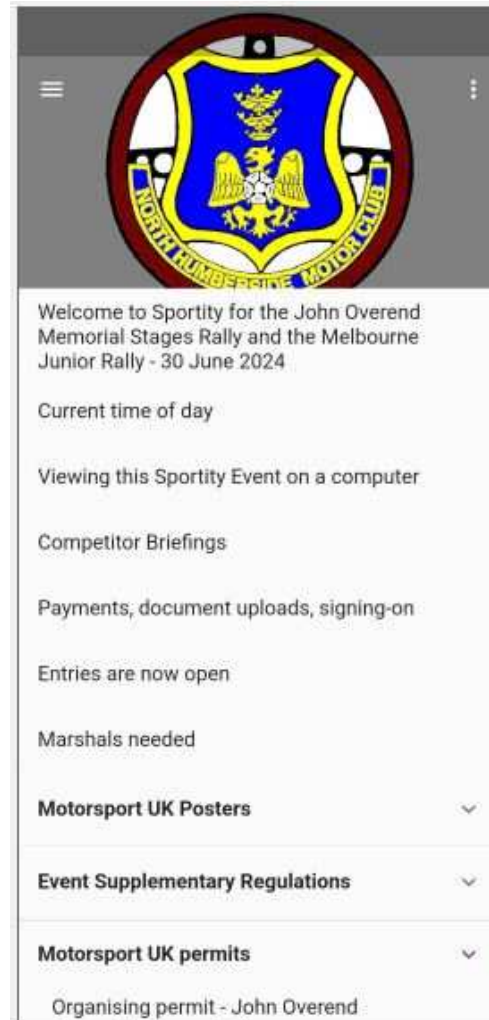 NORTH HUMBERSIDE MOTOR CLUB
Welcome to Sportity for the John Overend
Memorial Stages Rally and the Melbourne
Junior Rally - 30 June 2024
Current time of day
Viewing this Sportity Event on a computer
Competitor Briefings
Payments, document uploads, signing-on
Entries are now open
Marshals needed
Motorsport UK Posters
Event Supplementary Regulations
Motorsport UK permits
Organising permit - John Overend